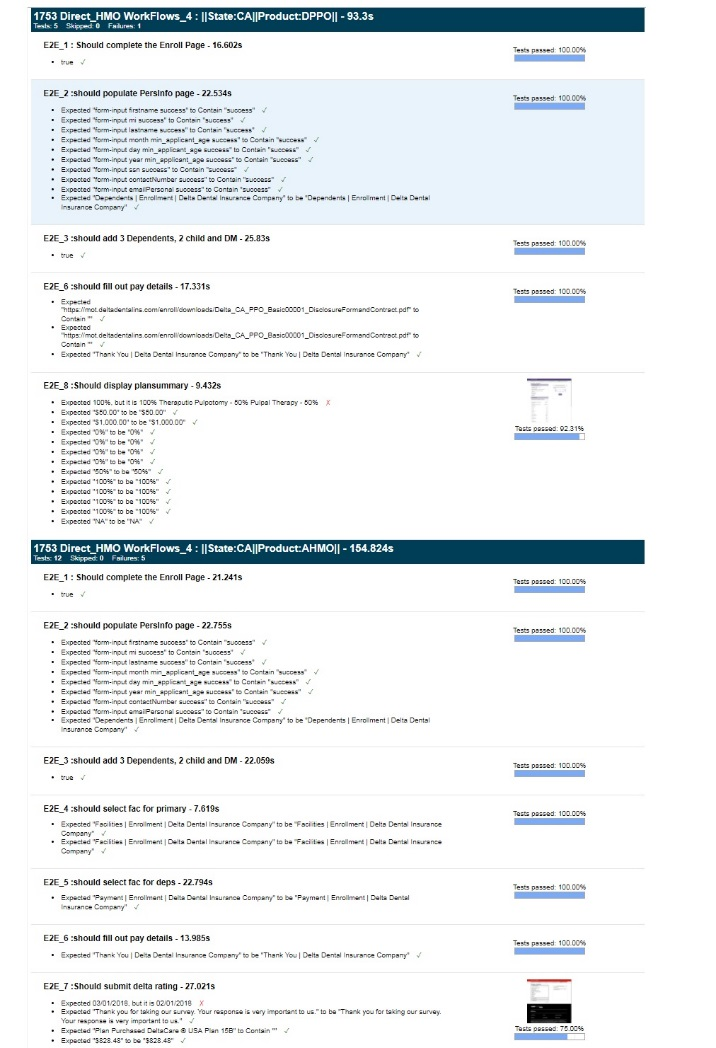 1753 Direct_HMO WorkFlows_4 : ||State:CA||Product:DPPO|| - 93.3s
Tests: 5 Skipped: 0 Failures: 1
E2E_1 : Should complete the Enroll Page - 16.602s
Tests passed: 100.00%
• true ✓
E2E_2 :should populate PersInfo page - 22.534s
Tests passed: 100.00%
• Expected "form-input firstname success" to Contain "success" ✓
• Expected "form-input mi success" to Contain "success" ✓
• Expected "form-input lastname success" to Contain "success" ✓
• Expected "form-input month min_applicant_age success" to Contain "success" ✓
• Expected "form-input day min_applicant_age success" to Contain "success" ✓
• Expected "form-input year min_applicant_age success" to Contain "success" ✓
• Expected "form-input ssn success" to Contain "success" ✓
• Expected "form-input contactNumber success" to Contain "success" ✓
• Expected "form-input emailPersonal success" to Contain "success" ✓
• Expected "Dependents | Enrollment | Delta Dental Insurance Company" to be "Dependents | Enrollment | Delta Dental
Insurance Company" ✓
E2E_3 :should add 3 Dependents, 2 child and DM - 25.83s
Tests passed: 100.00%
• true ✓
E2E_6 :should fill out pay details - 17.331s
Tests passed: 100.00%
• Expected
"https://mot.deltadentalins.com/enroll/downloads/Delta_CA_PPO_Basic00001_DisclosureFormandContract.pdf" to
Contain "" ✓
• Expected
"https://mot.deltadentalins.com/enroll/downloads/Delta_CA_PPO_Basic00001_DisclosureFormandContract.pdf" to
Contain "" ✓
• Expected "Thank You | Delta Dental Insurance Company" to be "Thank You | Delta Dental Insurance Company" ✓
E2E_8 :Should display plansummary - 9.432s
• Expected 100%, but it is 100% Theraputic Pulpotomy - 50% Pulpal Therapy - 50% X
• Expected "$50.00" to be "$50.00" ✓
• Expected "$1,000.00" to be "$1,000.00" ✓
Tests passed: 92.31%
• Expected "0%" to be "0%" ✓
• Expected "0%" to be "0%" ✓
• Expected "0%" to be "0%" ✓
• Expected "0%" to be "0%" ✓
• Expected "50%" to be "50%" ✓
• Expected "100%" to be "100%" ✓
• Expected "100%" to be "100%" ✓
• Expected "100%" to be "100%" ✓
• Expected "100%" to be "100%" ✓
• Expected "NA" to be "NA" ✓
1753 Direct_HMO WorkFlows_4 : ||State:CA||Product:AHMO|| - 154.824s
Tests: 12 Skipped: 0 Failures: 5
E2E_1 : Should complete the Enroll Page - 21.241s
Tests passed: 100.00%
• true ✓
E2E_2 :should populate PersInfo page - 22.755s
Tests passed: 100.00%
• Expected "form-input firstname success" to Contain "success" ✓
• Expected "form-input mi success" to Contain "success" ✓
• Expected "form-input lastname success" to Contain "success" ✓
• Expected "form-input month min_applicant_age success" to Contain "success" ✓
• Expected "form-input day min_applicant_age success" to Contain "success" ✓
• Expected "form-input year min_applicant_age success" to Contain "success" ✓
• Expected "form-input contactNumber success" to Contain "success" ✓
• Expected "form-input emailPersonal success" to Contain "success" ✓
• Expected "Dependents | Enrollment | Delta Dental Insurance Company" to be "Dependents | Enrollment | Delta Dental
Insurance Company" ✓
E2E_3 :should add 3 Dependents, 2 child and DM - 22.059s
Tests passed: 100.00%
• true ✓
E2E_4 :should select fac for primary - 7.619s
Tests passed: 100.00%
• Expected "Facilities | Enrollment | Delta Dental Insurance Company" to be "Facilities | Enrollment | Delta Dental Insurance
Company" ✓
• Expected "Facilities | Enrollment | Delta Dental Insurance Company" to be "Facilities | Enrollment | Delta Dental Insurance
Company" ✓
E2E_5 :should select fac for deps - 22.794s
Tests passed: 100.00%
• Expected "Payment | Enrollment | Delta Dental Insurance Company" to be "Payment | Enrollment | Delta Dental
Insurance Company" ✓
E2E_6 :should fill out pay details - 13.985s
Tests passed: 100.00%
• Expected "Thank You | Delta Dental Insurance Company" to be "Thank You | Delta Dental Insurance Company" ✓
E2E_7 :Should submit delta rating - 27.021s
• Expected 03/01/2018, but it is 02/01/2018 X
• Expected "Thank you for taking our survey. Your response is very important to us." to be "Thank you for taking our survey.
Your response is very important to us." ✓
• Expected "Plan Purchased DeltaCare ® USA Plan 15B" to Contain "" ✓
Tests passed: 75.00%
• Expected "$828.48" to be "$828.48" ✓